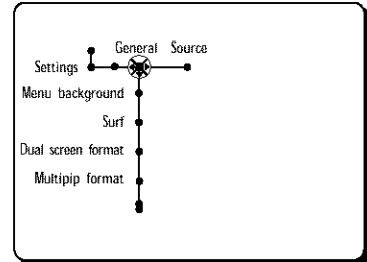 General Source
Settings
Menu background
Surf
Dual screen format
Multipip format